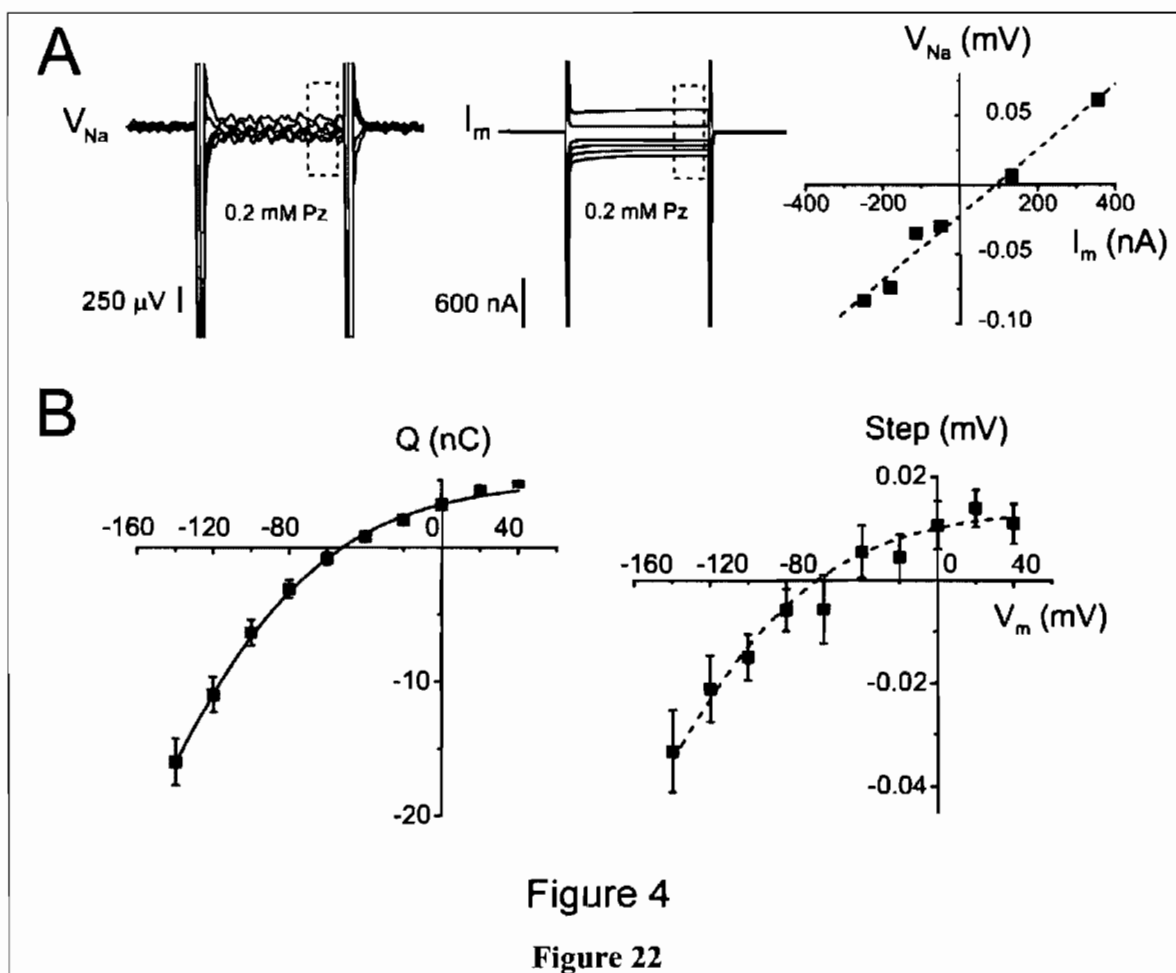 A
V_Na
0.2 mM Pz
250 µV
I_m
0.2 mM Pz
600 nA
V_Na (mV)
0.05
-400 -200 200 400
I_m (nA)
-0.05
-0.10
B
Q (nC)
-160 -120 -80 -40 0 40
-10
-20
Step (mV)
0.02
-160 -120 -80 0 40
V_m (mV)
-0.02
-0.04
Figure 4
Figure 22